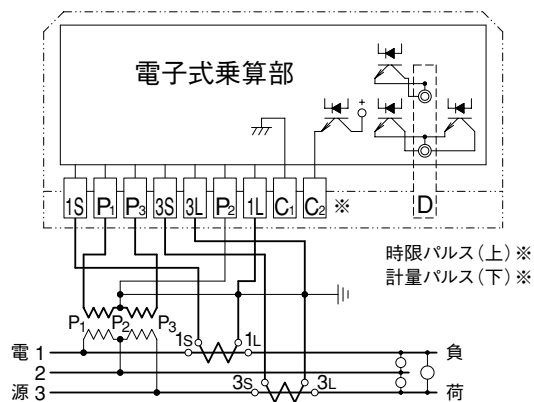 電子式乗算部
+
1S P₁ P₃ 3S 3L P₂ 1L C₁ C₂ ※ D
時限パルス(上)※
計量パルス(下)※
P₁ P₂ P₃ 1S 1L
電 1 負
2
3S 3L
源 3 荷